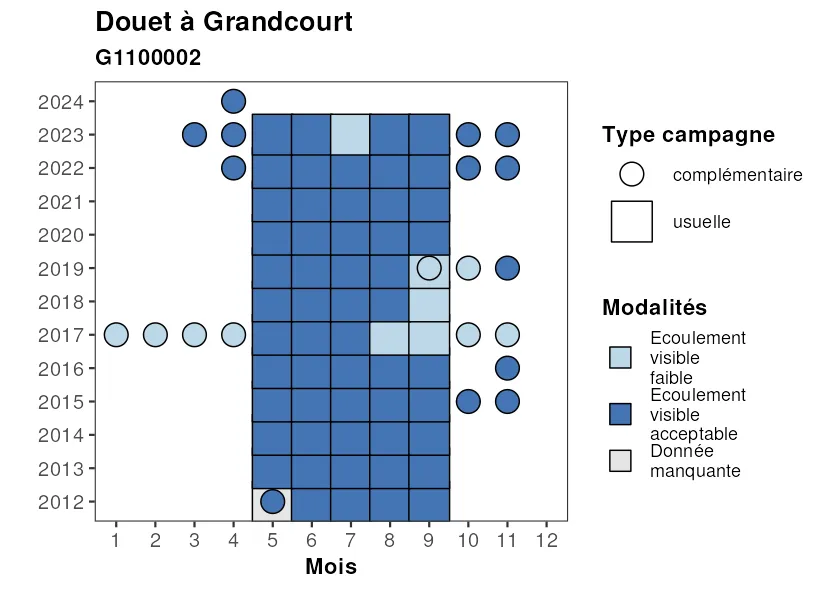 Douet à Grandcourt
G1100002
2024
2023
2022
2021
2020
2019
2018
2017
2016
2015
2014
2013
2012
1 2 3 4 5 6 7 8 9 10 11 12
Mois
Type campagne
complémentaire
usuelle
Modalités
Ecoulement
visible
faible
Ecoulement
visible
acceptable
Donnée
manquante